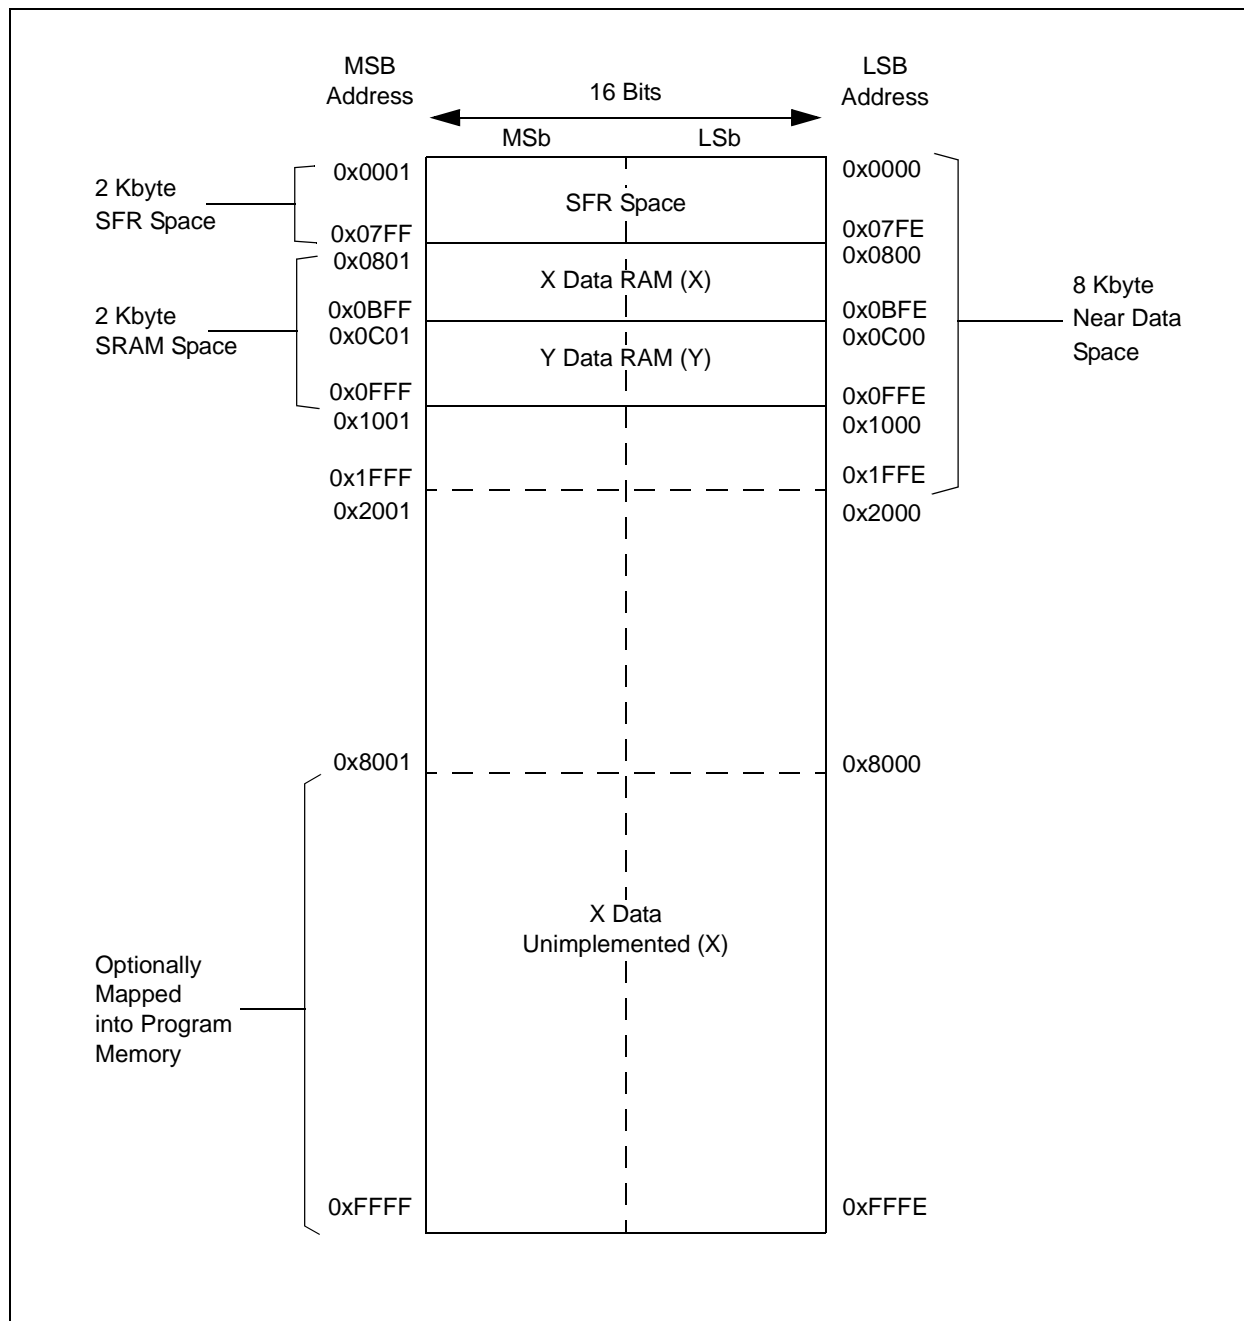 MSB
Address
LSB
Address
16 Bits
MSb
LSb
0x0001
0x0000
2 Kbyte
SFR Space
SFR Space
0x07FF
0x07FE
0x0801
0x0800
X Data RAM (X)
2 Kbyte
SRAM Space
0x0BFF
0x0BFE
0x0C01
0x0C00
8 Kbyte
Near Data
Space
Y Data RAM (Y)
0x0FFF
0x0FFE
0x1001
0x1000
0x1FFF
0x1FFE
0x2001
0x2000
0x8001
0x8000
X Data
Unimplemented (X)
Optionally
Mapped
into Program
Memory
0xFFFF
0xFFFE